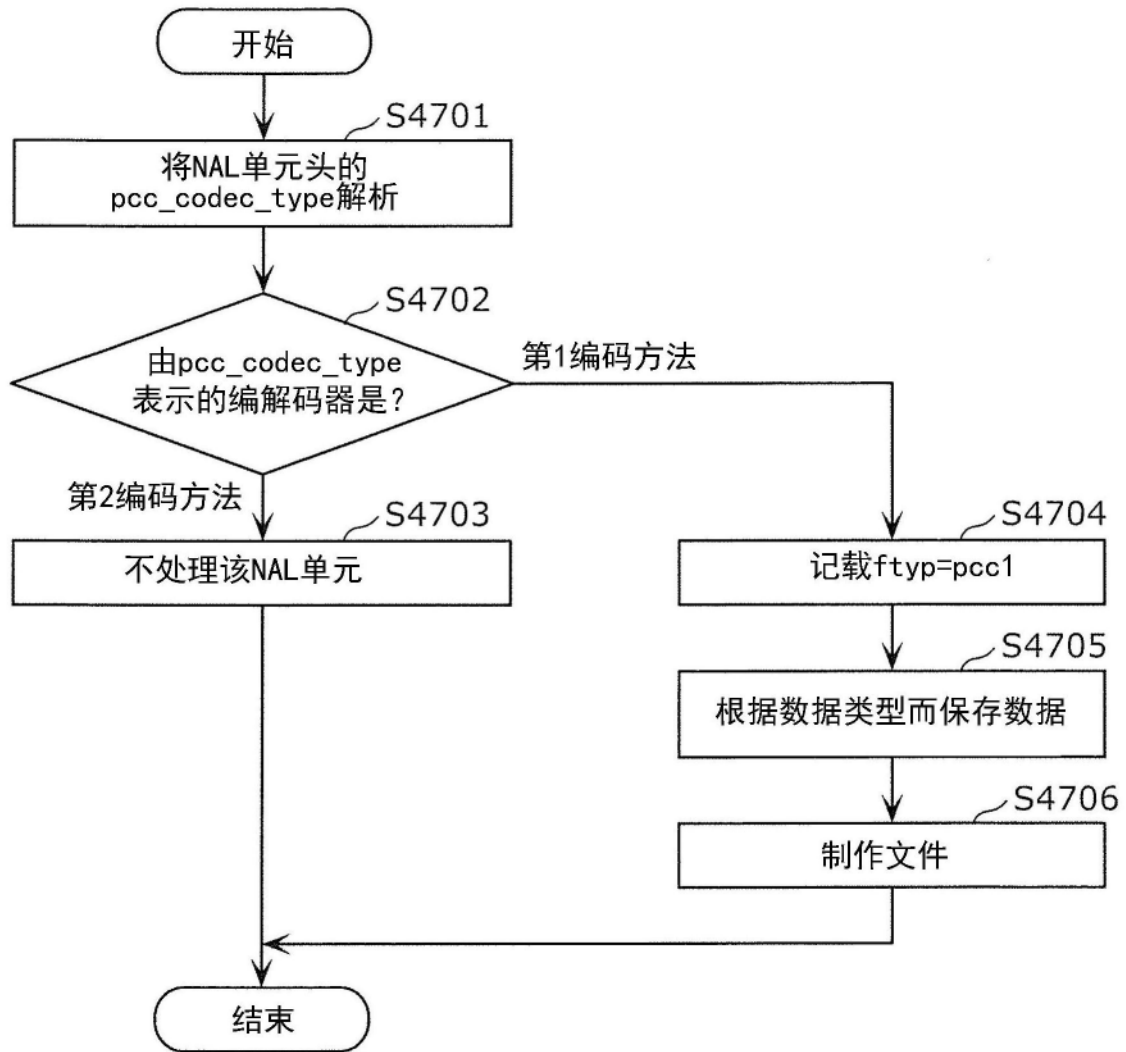 开始
S4701
将NAL单元头的
pcc_codec_type解析
S4702
由pcc_codec_type
表示的编解码器是?
第1编码方法
第2编码方法
S4703
不处理该NAL单元
S4704
记载ftyp=pcc1
S4705
根据数据类型而保存数据
S4706
制作文件
结束